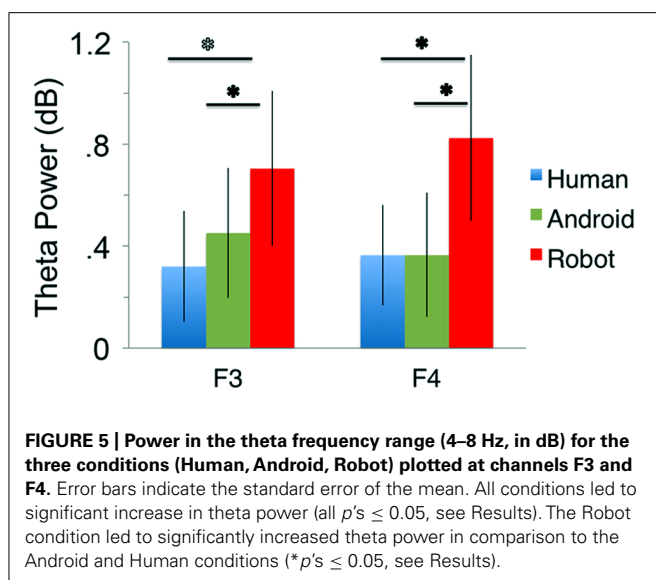 1.2
.8
.4
0
Theta Power (dB)
*
*
*
*
Human
Android
Robot
F3
F4
FIGURE 5 | Power in the theta frequency range (4–8 Hz, in dB) for the
three conditions (Human, Android, Robot) plotted at channels F3 and
F4. Error bars indicate the standard error of the mean. All conditions led to
significant increase in theta power (all p's ≤ 0.05, see Results). The Robot
condition led to significantly increased theta power in comparison to the
Android and Human conditions (*p's ≤ 0.05, see Results).